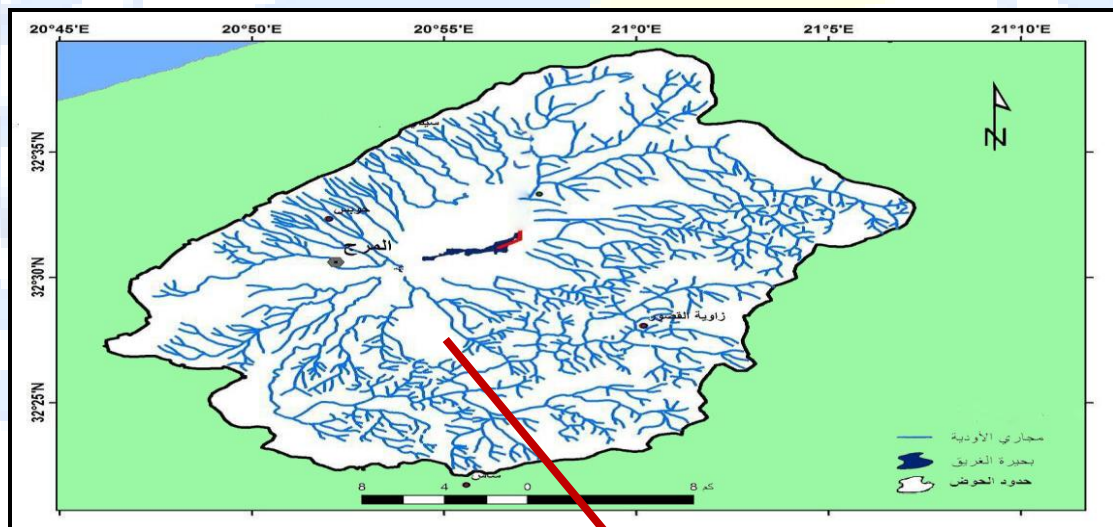 20°45'E 20°50'E 20°55'E 21°0'E 21°5'E 21°10'E
32°35'N
32°30'N
32°25'N
N
المرج
زاوية القصور
مجاري الأودية
بحيرة الغريق
حدود الحوض
8 4 0 8 كم